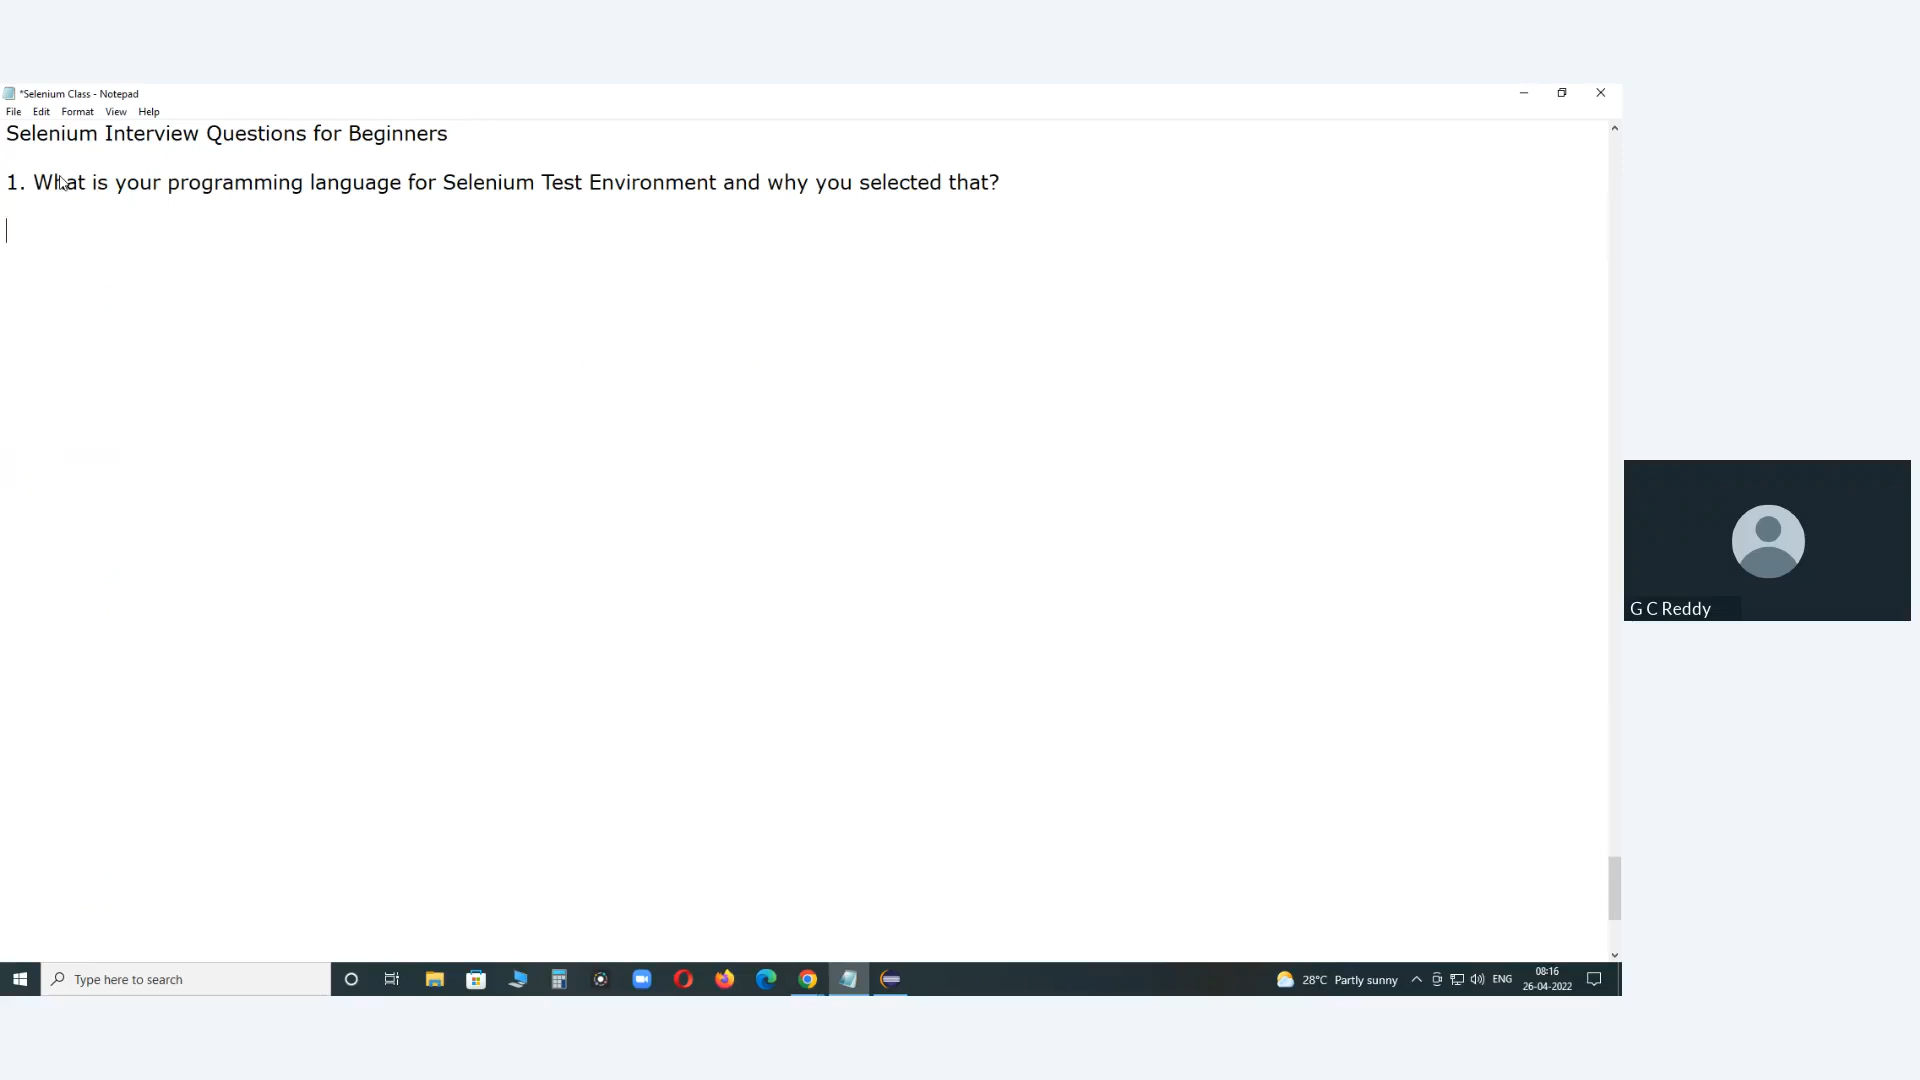 *Selenium Class - Notepad
File Edit Format View Help
Selenium Interview Questions for Beginners
1. What is your programming language for Selenium Test Environment and why you selected that?
G C Reddy
Type here to search
28°C Partly sunny
ENG
08:16
26-04-2022